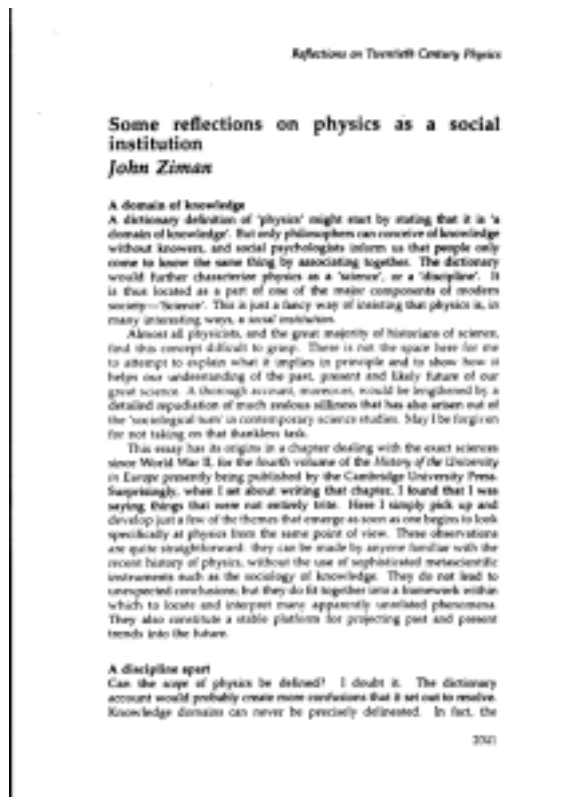 Reflections on Twentieth Century Physics
Some reflections on physics as a social
institution
John Ziman
A domain of knowledge
A dictionary definition of 'physics' might start by stating that it is 'a
domain of knowledge'. But only philosophers can conceive of knowledge
without knowers, and social psychologists inform us that people only
come to know the same thing by associating together. The dictionary
would further characterize physics as a 'science', or a 'discipline'. It
is thus located as a part of one of the major components of modern
society—'Science'. This is just a fancy way of insisting that physics is, in
many interesting ways, a social institution.
Almost all physicists, and the great majority of historians of science,
find this concept difficult to grasp. There is not the space here for me
to attempt to explain what it implies in principle and to show how it
helps our understanding of the past, present and likely future of our
great science. A thorough account, moreover, would be lengthened by a
detailed repudiation of much zealous silliness that has also arisen out of
the 'sociological turn' in contemporary science studies. May I be forgiven
for not taking on that thankless task.
This essay has its origins in a chapter dealing with the exact sciences
since World War II, for the fourth volume of the History of the University
in Europe presently being published by the Cambridge University Press.
Surprisingly, when I set about writing that chapter, I found that I was
saying things that were not entirely trite. Here I simply pick up and
develop just a few of the themes that emerge as soon as one begins to look
specifically at physics from the same point of view. These observations
are quite straightforward: they can be made by anyone familiar with the
recent history of physics, without the use of sophisticated metascientific
instruments such as the sociology of knowledge. They do not lead to
unexpected conclusions, but they do fit together into a framework within
which to locate and interpret many apparently unrelated phenomena.
They also constitute a stable platform for projecting past and present
trends into the future.
A discipline apart
Can the scope of physics be defined? I doubt it. The dictionary
account would probably create more confusions that it set out to resolve.
Knowledge domains can never be precisely delineated. In fact, the
2041